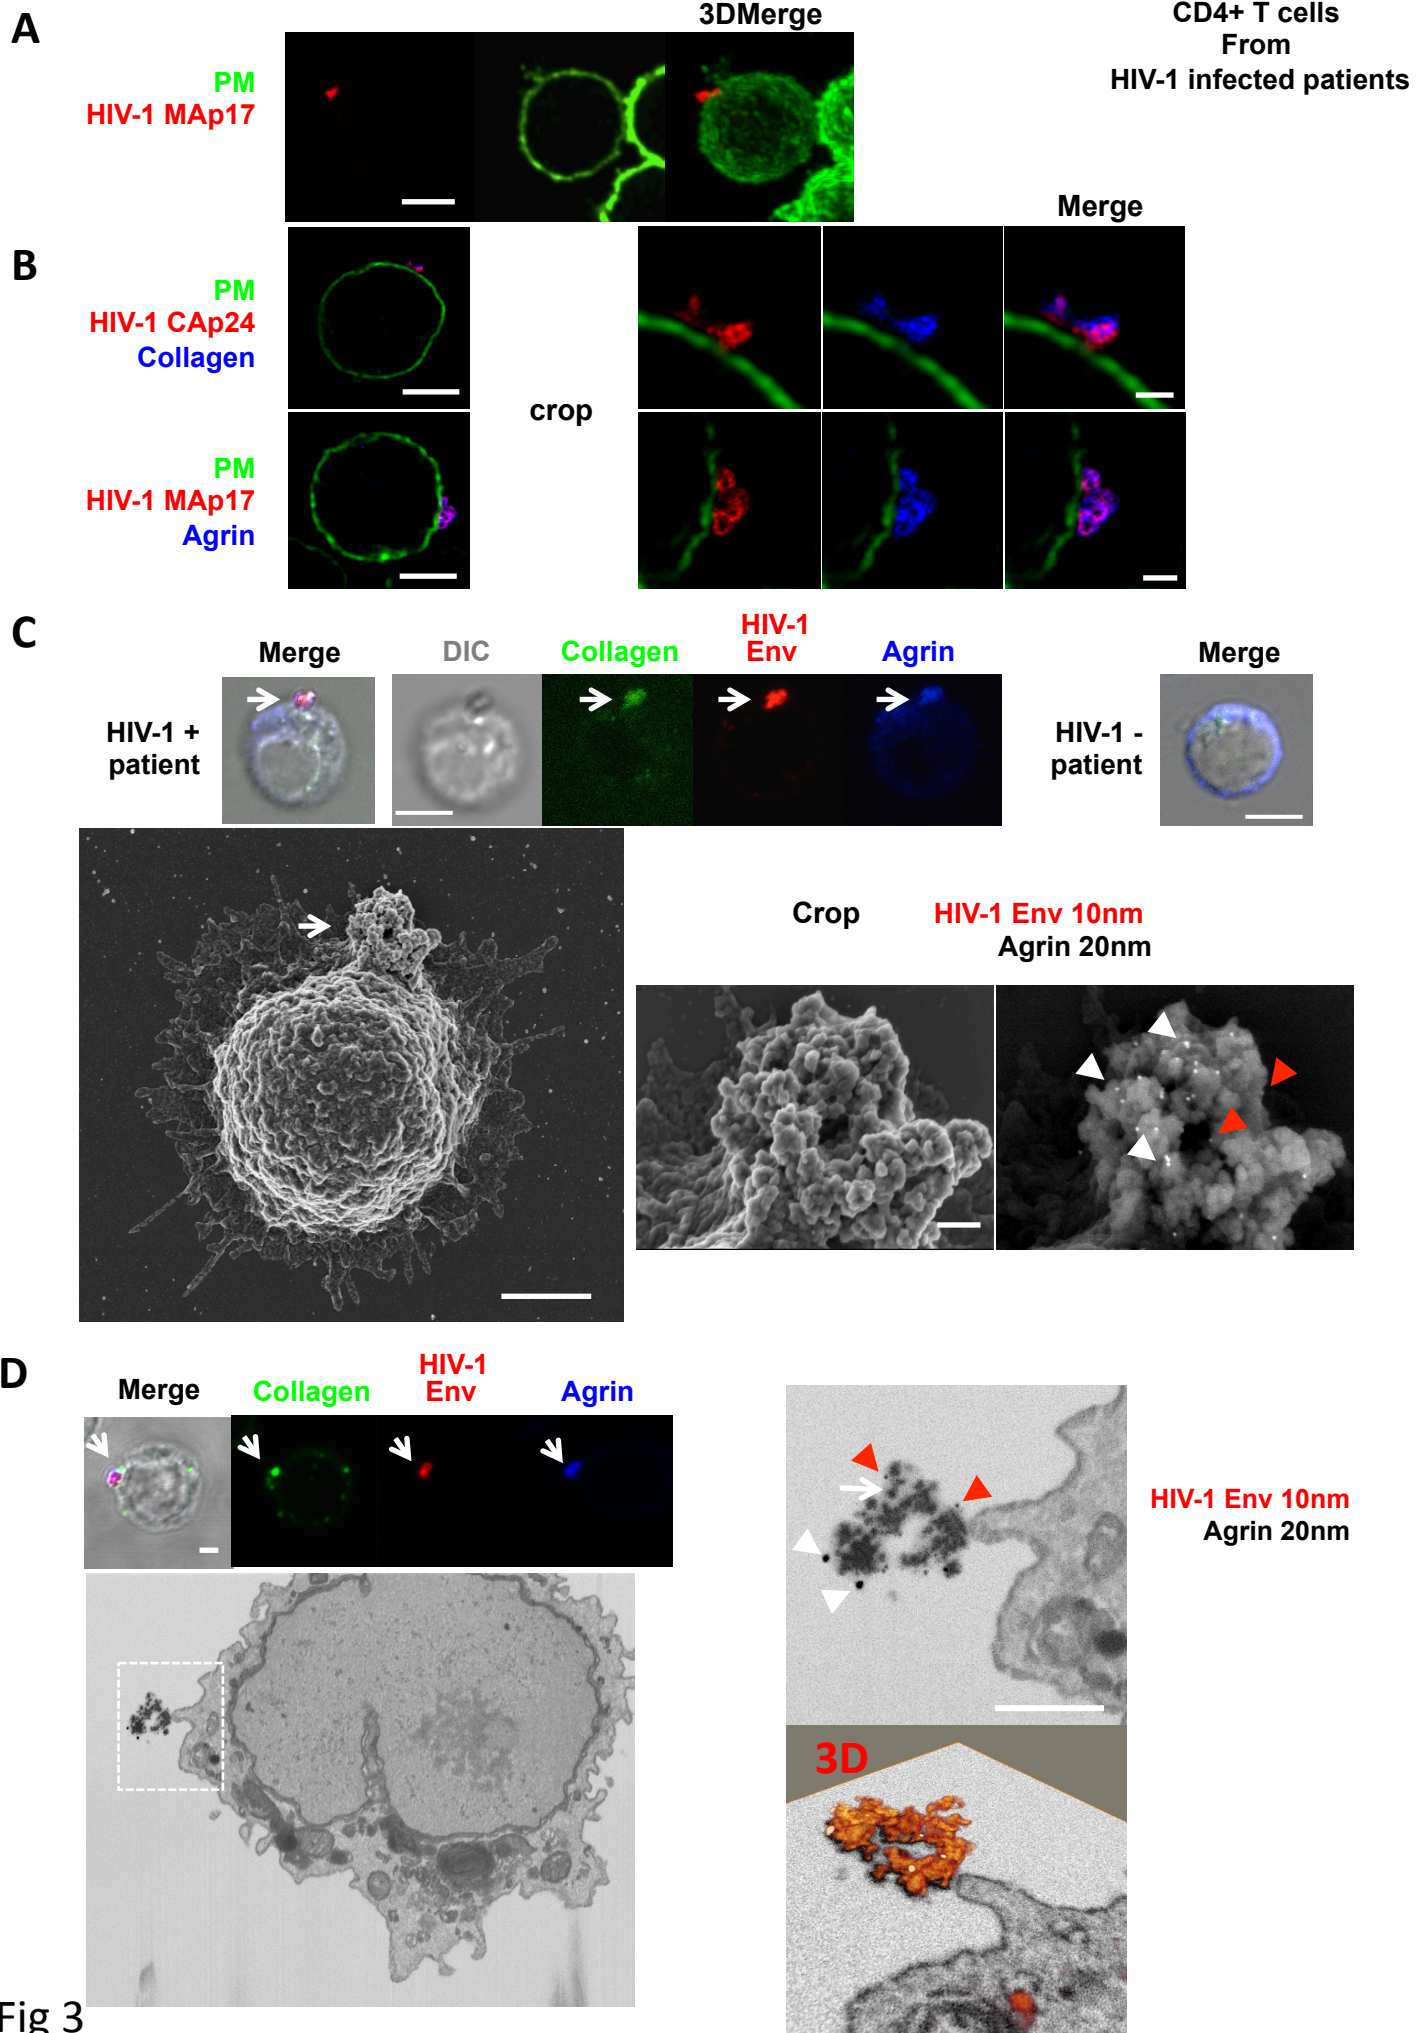 A
3DMerge
CD4+ T cells
From
HIV-1 infected patients
PM
HIV-1 MAp17
Merge
B
PM
HIV-1 CAp24
Collagen
crop
PM
HIV-1 MAp17
Agrin
C
Merge
DIC
Collagen
HIV-1
Env
Agrin
Merge
HIV-1 +
patient
HIV-1 -
patient
Crop
HIV-1 Env 10nm
Agrin 20nm
D
Merge
Collagen
HIV-1
Env
Agrin
HIV-1 Env 10nm
Agrin 20nm
3D
Fig 3